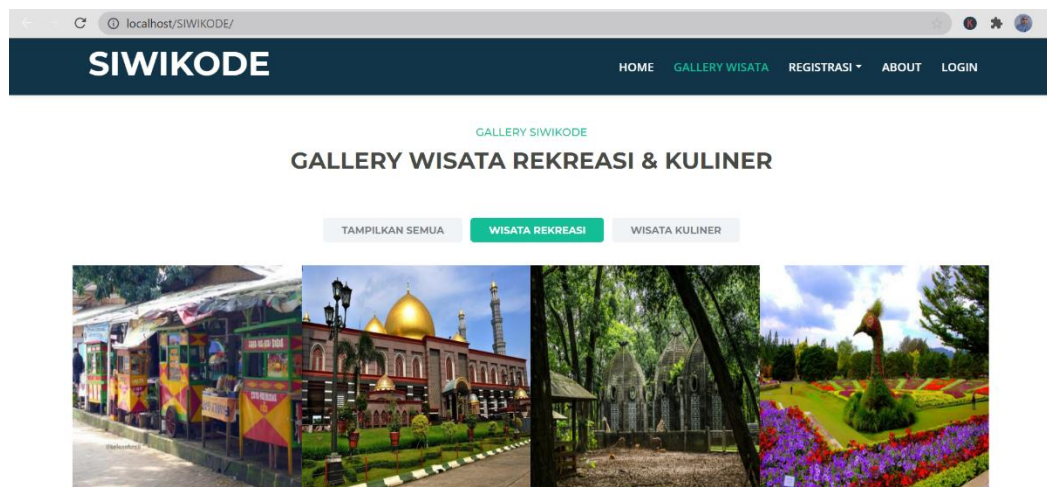 localhost/SIWIKODE/
SIWIKODE
HOME GALLERY WISATA REGISTRASI ABOUT LOGIN
GALLERY SIWIKODE
GALLERY WISATA REKREASI & KULINER
TAMPILKAN SEMUA WISATA REKREASI WISATA KULINER